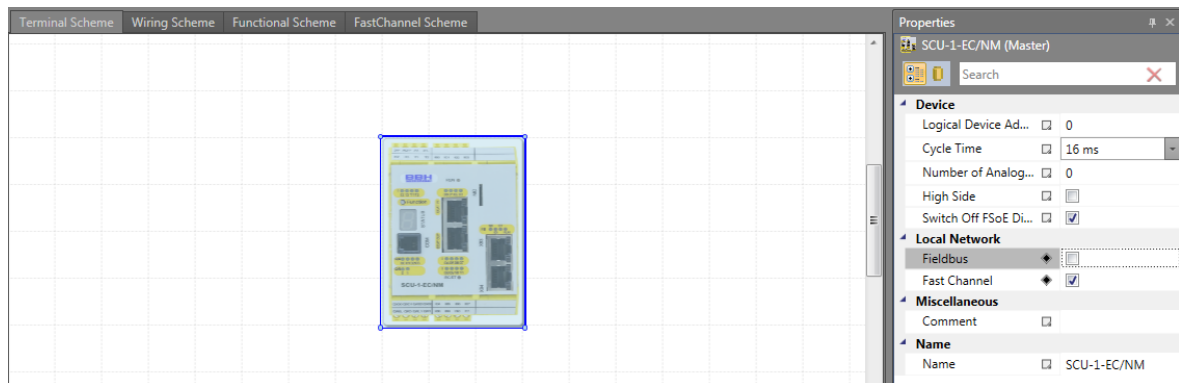 Terminal Scheme
Wiring Scheme
Functional Scheme
FastChannel Scheme
BBH
SCU-1-EC/NM
Properties
SCU-1-EC/NM (Master)
Search
Device
Logical Device Ad... 0
Cycle Time 16 ms
Number of Analog... 0
High Side
Switch Off FSoE Di...
Local Network
Fieldbus
Fast Channel
Miscellaneous
Comment
Name
Name SCU-1-EC/NM